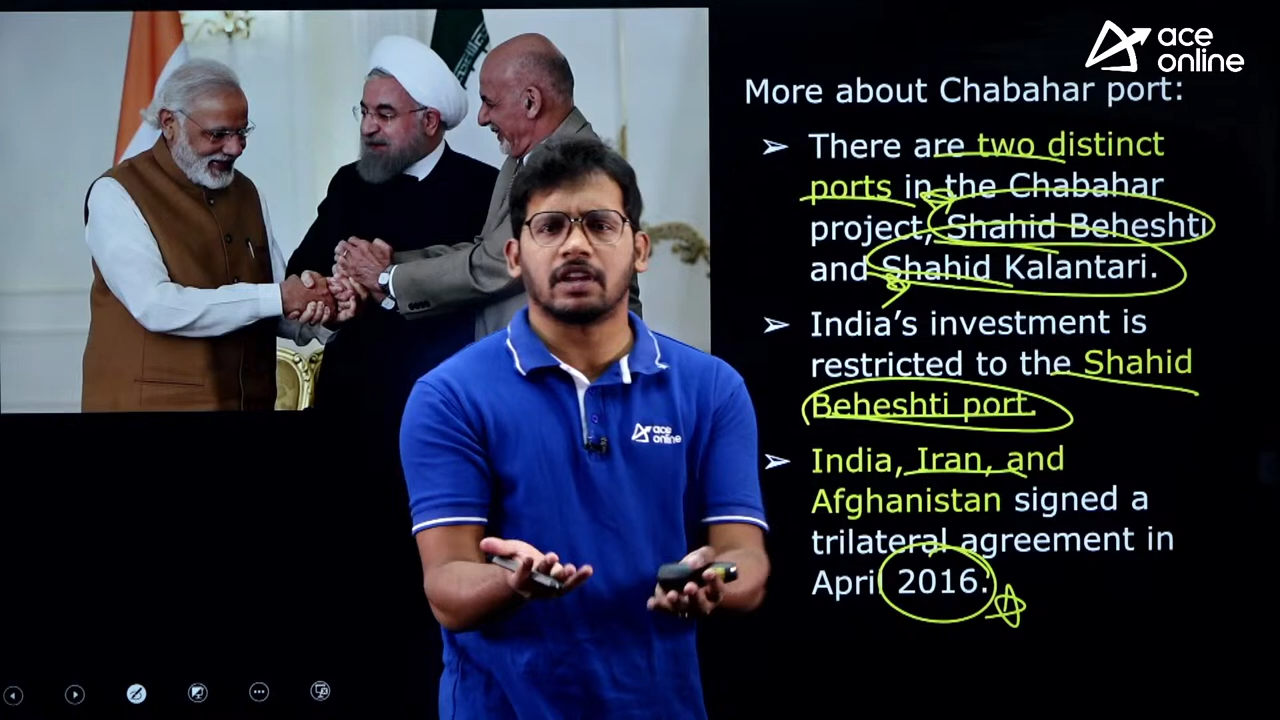 ace
online
More about Chabahar port:
➢ There are two distinct
ports in the Chabahar
project, Shahid Beheshti
and Shahid Kalantari.
➢ India’s investment is
restricted to the Shahid
Beheshti port.
➢ India, Iran, and
Afghanistan signed a
trilateral agreement in
April 2016.
ace
online